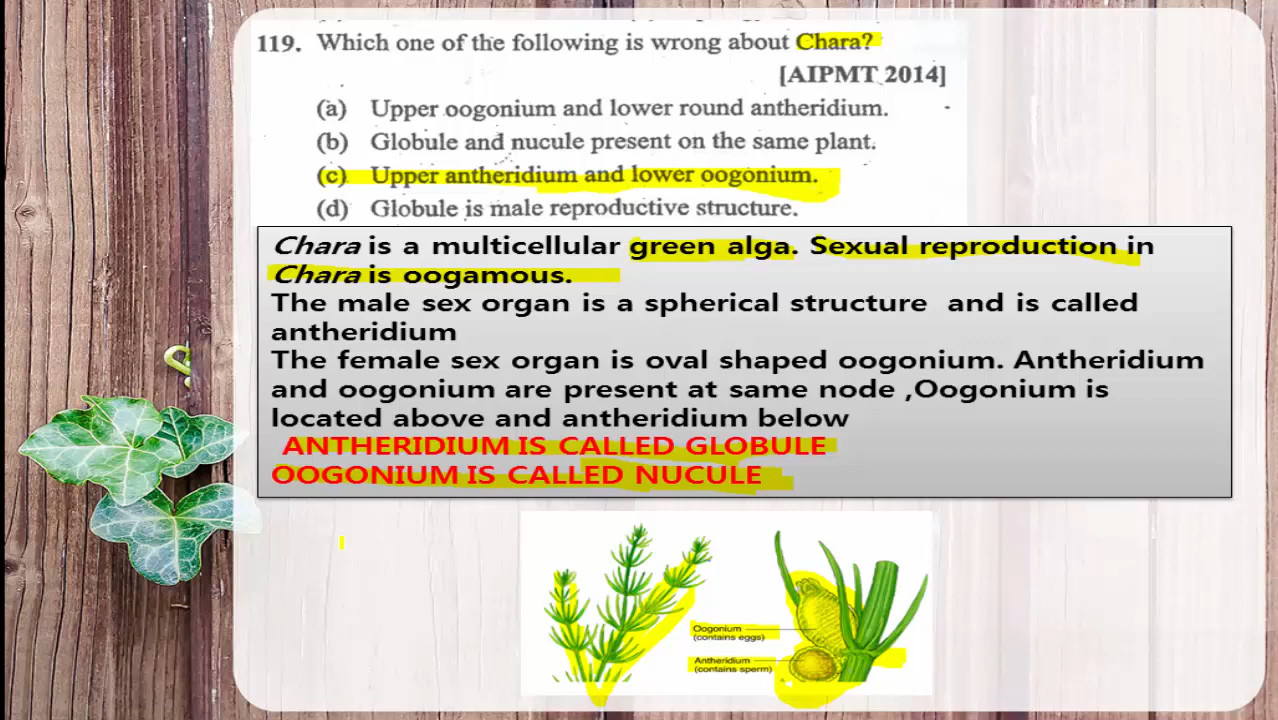 119. Which one of the following is wrong about Chara?
[AIPMT 2014]
(a) Upper oogonium and lower round antheridium.
(b) Globule and nucule present on the same plant.
(c) Upper antheridium and lower oogonium.
(d) Globule is male reproductive structure.
Chara is a multicellular green alga. Sexual reproduction in
Chara is oogamous.
The male sex organ is a spherical structure and is called
antheridium
The female sex organ is oval shaped oogonium. Antheridium
and oogonium are present at same node ,Oogonium is
located above and antheridium below
ANTHERIDIUM IS CALLED GLOBULE
OOGONIUM IS CALLED NUCULE
Oogonium
(contains eggs)
Antheridium
(contains sperm)